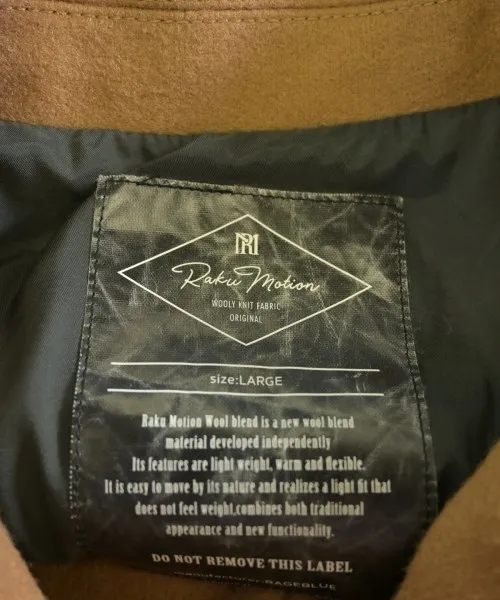 RM
Raku Motion
WOOLY KNIT FABRIC
ORIGINAL
size:LARGE
Raku Motion Wool blend is a new wool blend
material developed independently
Its features are light weight, warm and flexible.
It is easy to move by its nature and realizes a light fit that
does not feel weight,combines both traditional
appearance and new functionality.
DO NOT REMOVE THIS LABEL
manufacturer:RAGEBLUE